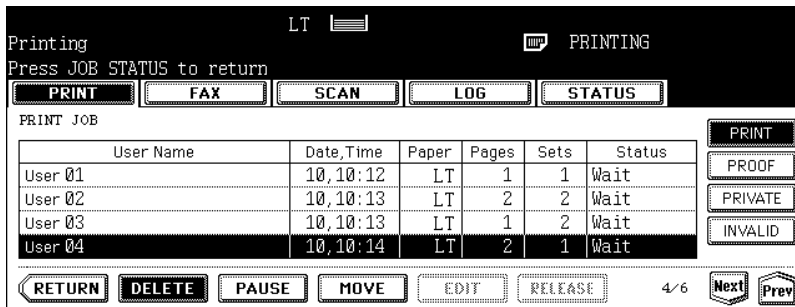 LT
Printing PRINTING
Press JOB STATUS to return
PRINT FAX SCAN LOG STATUS
PRINT JOB
PRINT
User Name Date,Time Paper Pages Sets Status
PROOF
User 01 10,10:12 LT 1 1 Wait
User 02 10,10:13 LT 2 2 Wait
PRIVATE
User 03 10,10:13 LT 1 2 Wait
INVALID
User 04 10,10:14 LT 2 1 Wait
RETURN DELETE PAUSE MOVE EDIT RELEASE 4/6 Next Prev